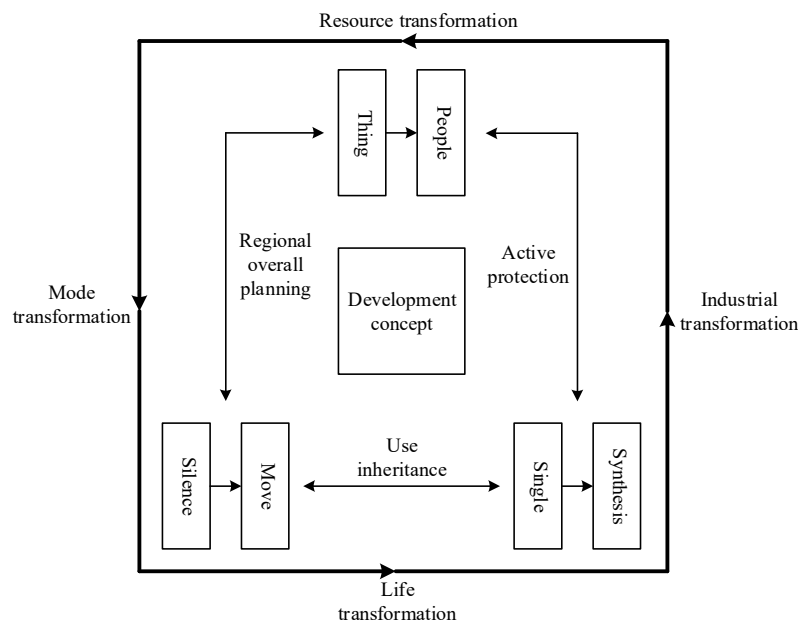 Resource transformation
Thing
People
Regional
overall
planning
Active
protection
Development
concept
Mode
transformation
Industrial
transformation
Silence
Move
Use
inheritance
Single
Synthesis
Life
transformation